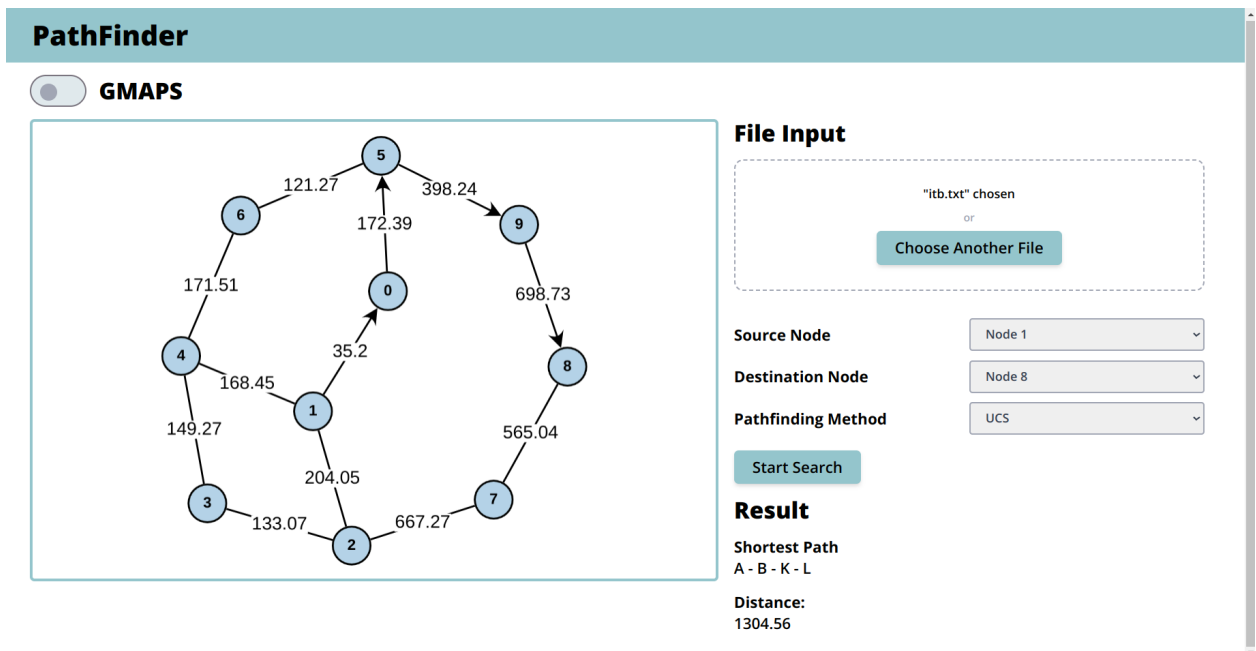 PathFinder
GMAPS
5
121.27
398.24
6
172.39
9
171.51
0
698.73
35.2
4
8
168.45
1
149.27
565.04
204.05
3
7
133.07
667.27
2
File Input
"itb.txt" chosen
or
Choose Another File
Source Node
Node 1
Destination Node
Node 8
Pathfinding Method
UCS
Start Search
Result
Shortest Path
A - B - K - L
Distance:
1304.56